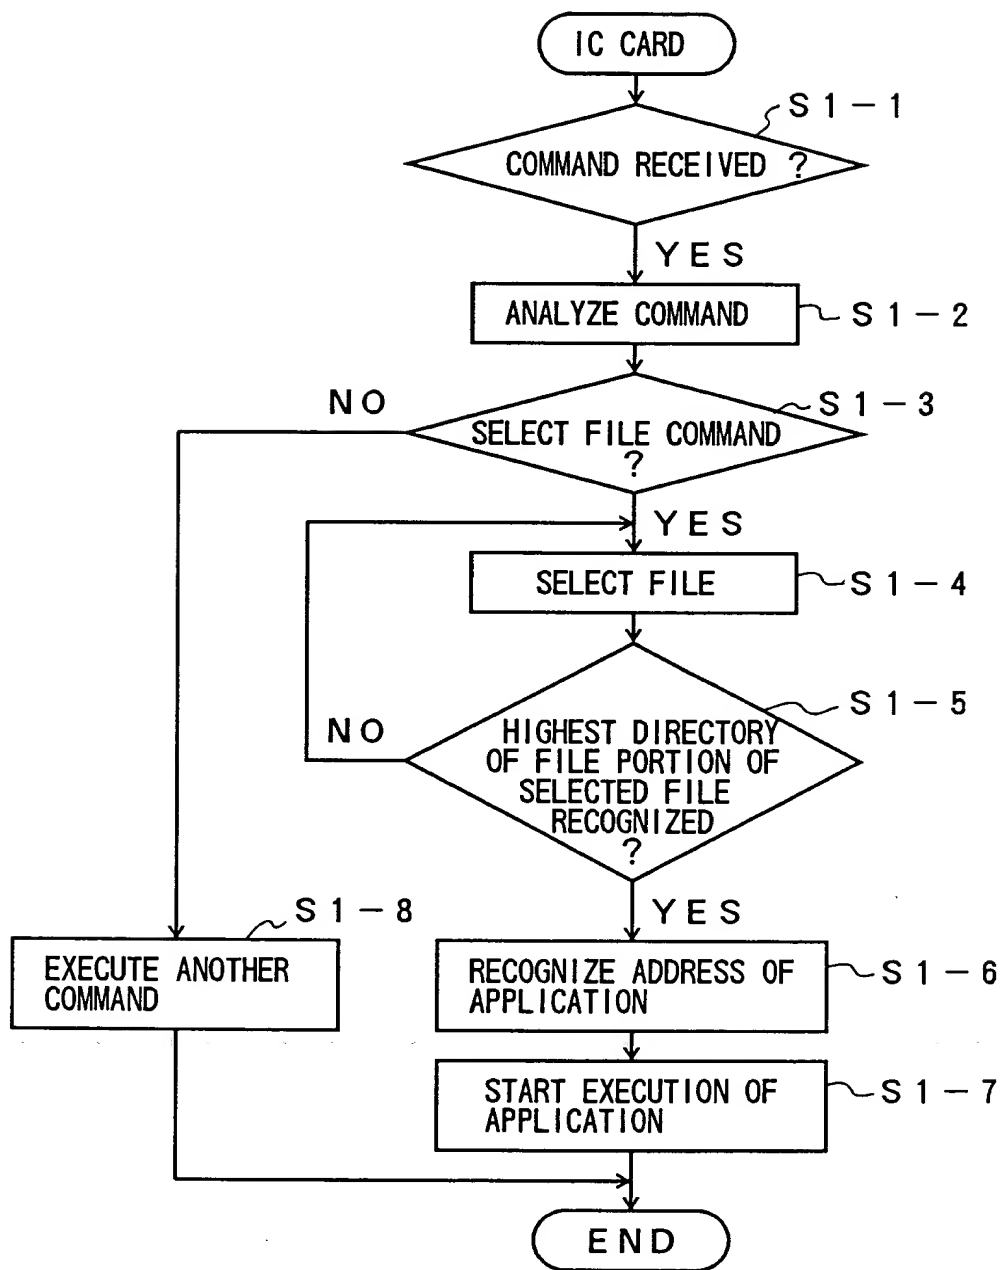 IC CARD
S1-1
COMMAND RECEIVED ?
YES
ANALYZE COMMAND
S1-2
NO
S1-3
SELECT FILE COMMAND
?
YES
SELECT FILE
S1-4
S1-5
NO
HIGHEST DIRECTORY
OF FILE PORTION OF
SELECTED FILE
RECOGNIZED
?
YES
S1-8
EXECUTE ANOTHER
COMMAND
RECOGNIZE ADDRESS OF
APPLICATION
S1-6
START EXECUTION OF
APPLICATION
S1-7
END